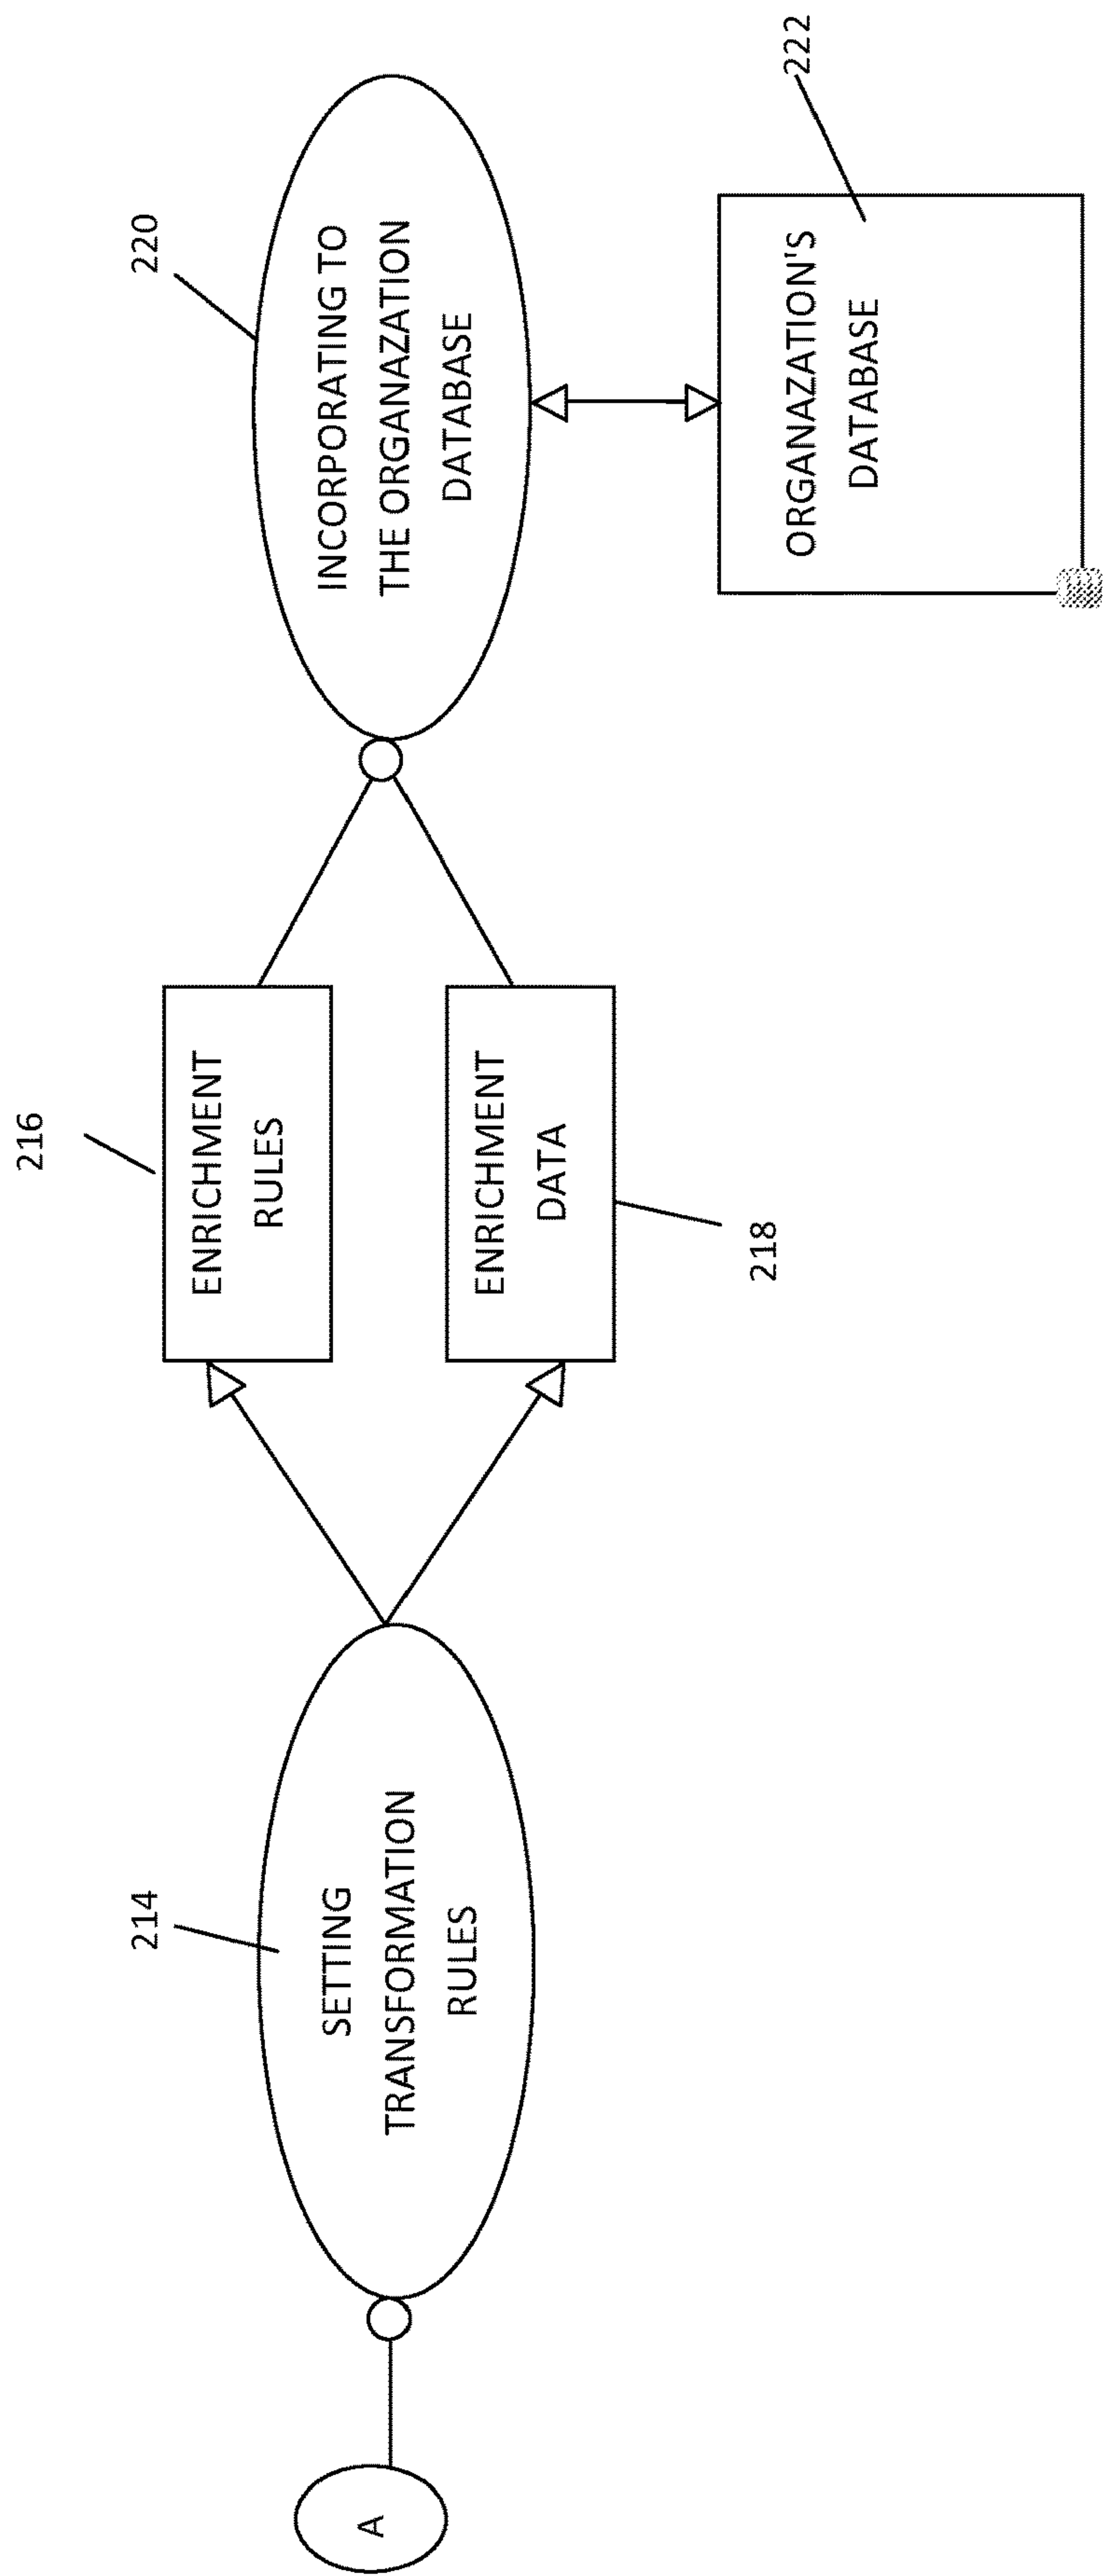 A
214
SETTING
TRANSFORMATION
RULES
216
ENRICHMENT
RULES
ENRICHMENT
DATA
218
220
INCORPORATING TO
THE ORGANAZATION
DATABASE
ORGANAZATION'S
DATABASE
222